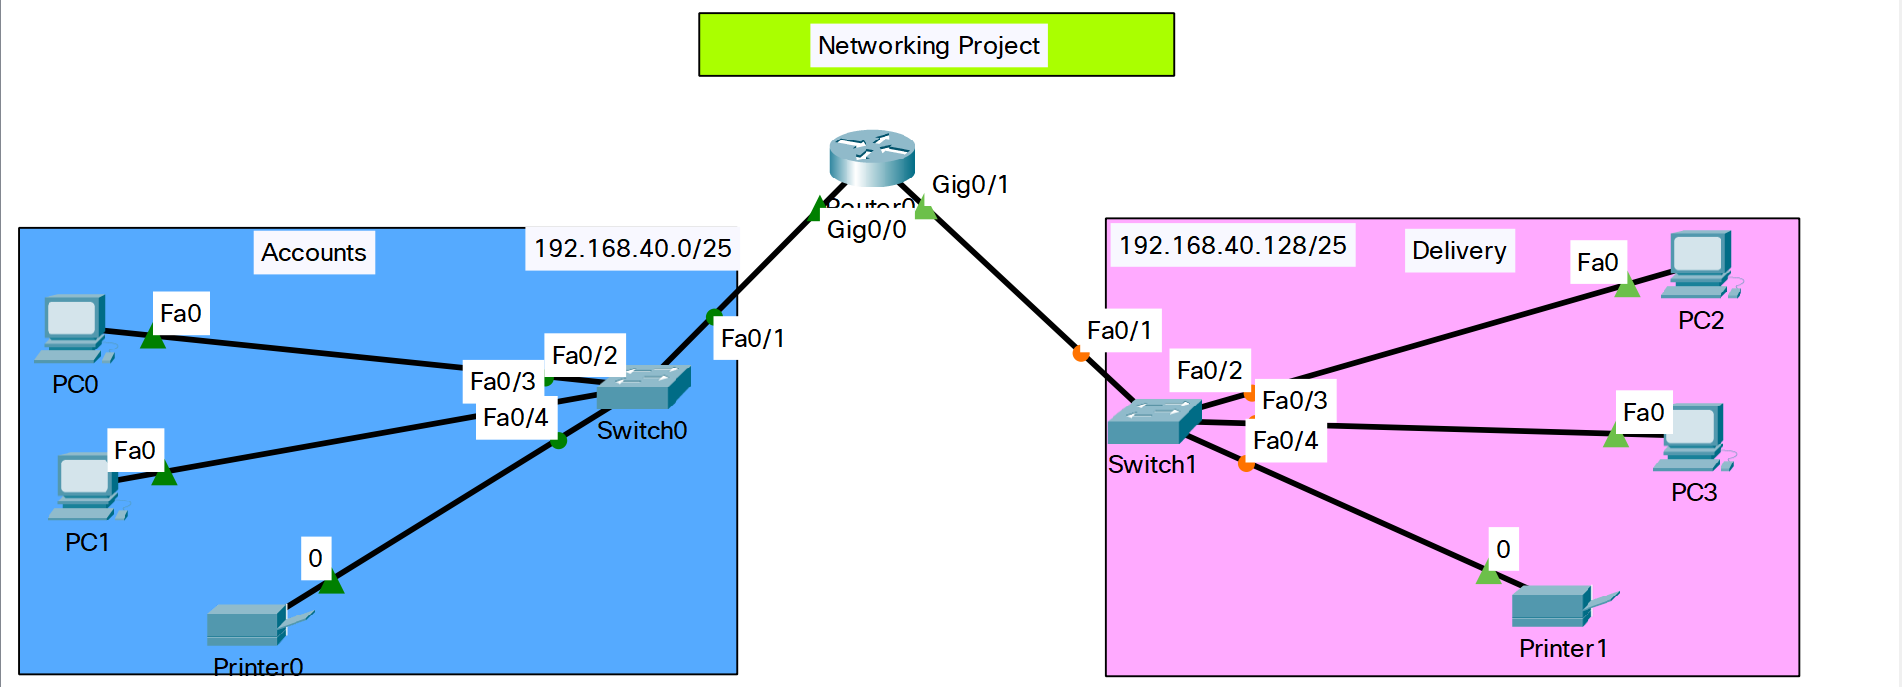 Networking Project
Gig0/1
Router0
Gig0/0
Accounts
192.168.40.0/25
192.168.40.128/25
Delivery
Fa0
PC2
Fa0
PC0
Fa0/2
Fa0/3
Fa0/4
Fa0/1
Switch0
Fa0
PC1
0
Printer0
Fa0/1
Fa0/2
Fa0/3
Fa0/4
Switch1
Fa0
PC3
0
Printer1